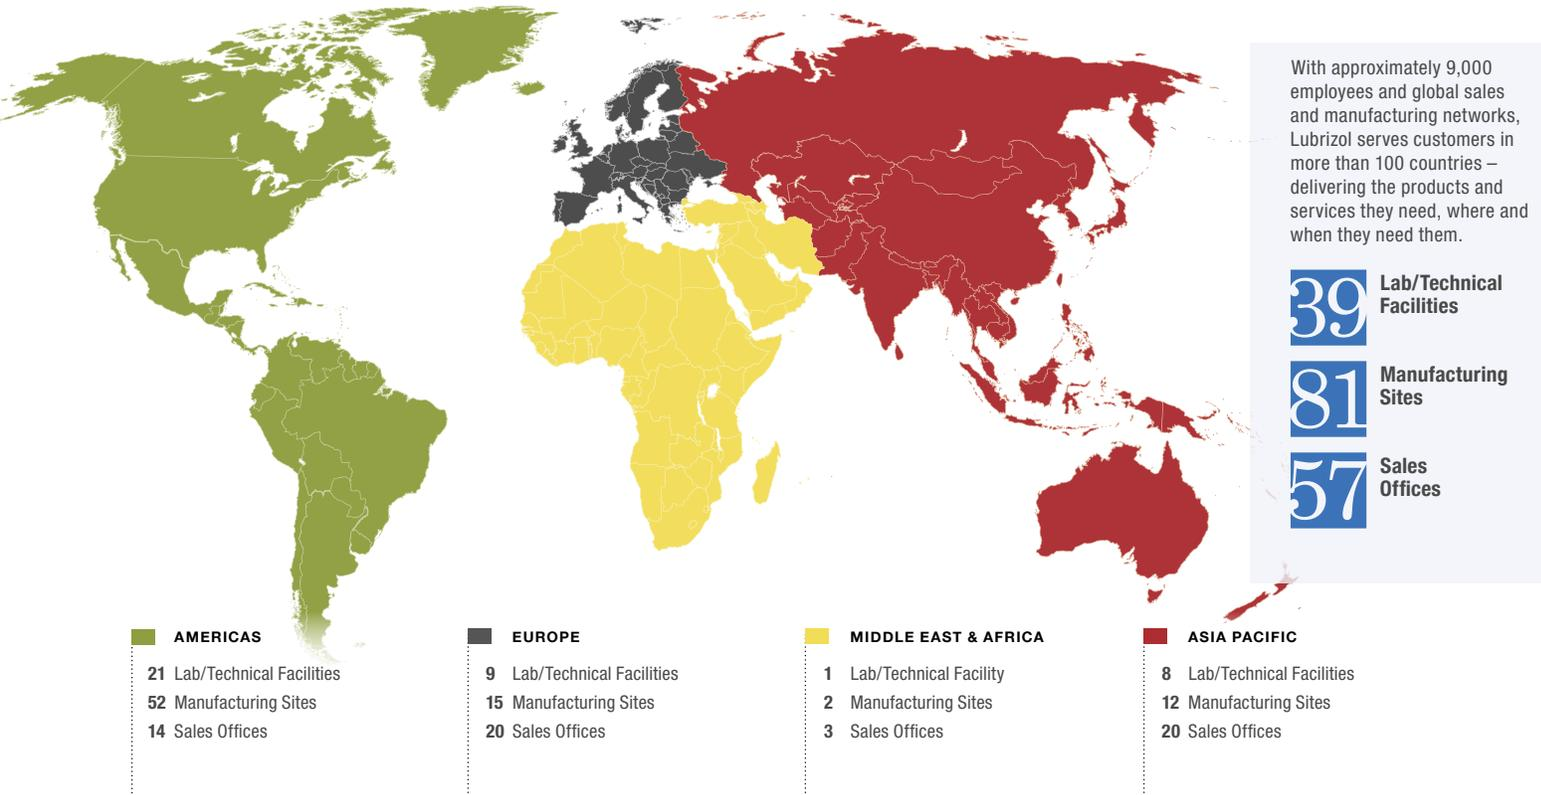 With approximately 9,000
employees and global sales
and manufacturing networks,
Lubrizol serves customers in
more than 100 countries –
delivering the products and
services they need, where and
when they need them.
39 Lab/Technical
Facilities
81 Manufacturing
Sites
57 Sales
Offices
AMERICAS
21 Lab/Technical Facilities
52 Manufacturing Sites
14 Sales Offices
EUROPE
9 Lab/Technical Facilities
15 Manufacturing Sites
20 Sales Offices
MIDDLE EAST & AFRICA
1 Lab/Technical Facility
2 Manufacturing Sites
3 Sales Offices
ASIA PACIFIC
8 Lab/Technical Facilities
12 Manufacturing Sites
20 Sales Offices